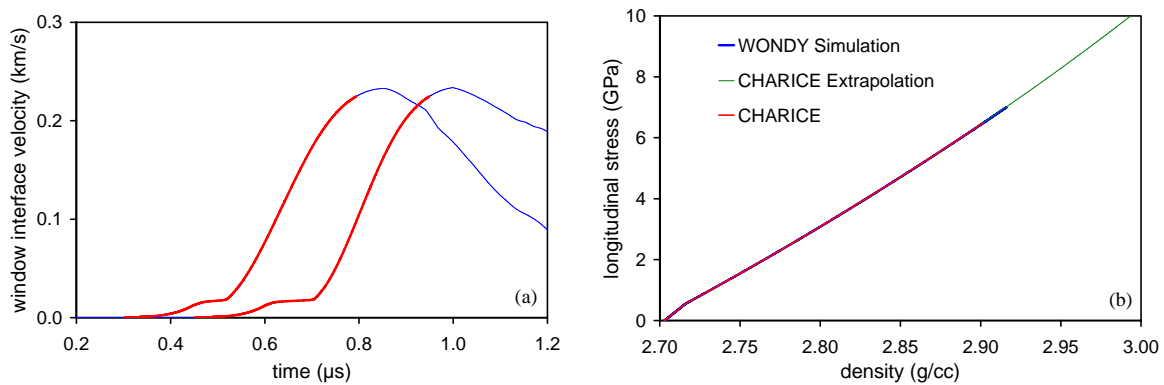 window interface velocity (km/s)
0.3
0.2
0.1
0.0
0.2
0.4
0.6
0.8
1.0
1.2
time (µs)
(a)
longitudinal stress (GPa)
10
8
6
4
2
0
2.70
2.75
2.80
2.85
2.90
2.95
3.00
density (g/cc)
WONDY Simulation
CHARICE Extrapolation
CHARICE
(b)